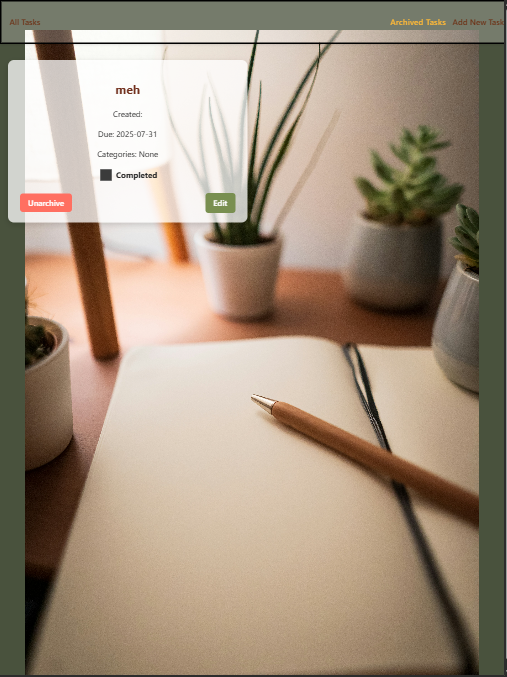 All Tasks
Archived Tasks
Add New Task
meh
Created:
Due: 2025-07-31
Categories: None
Completed
Unarchive
Edit